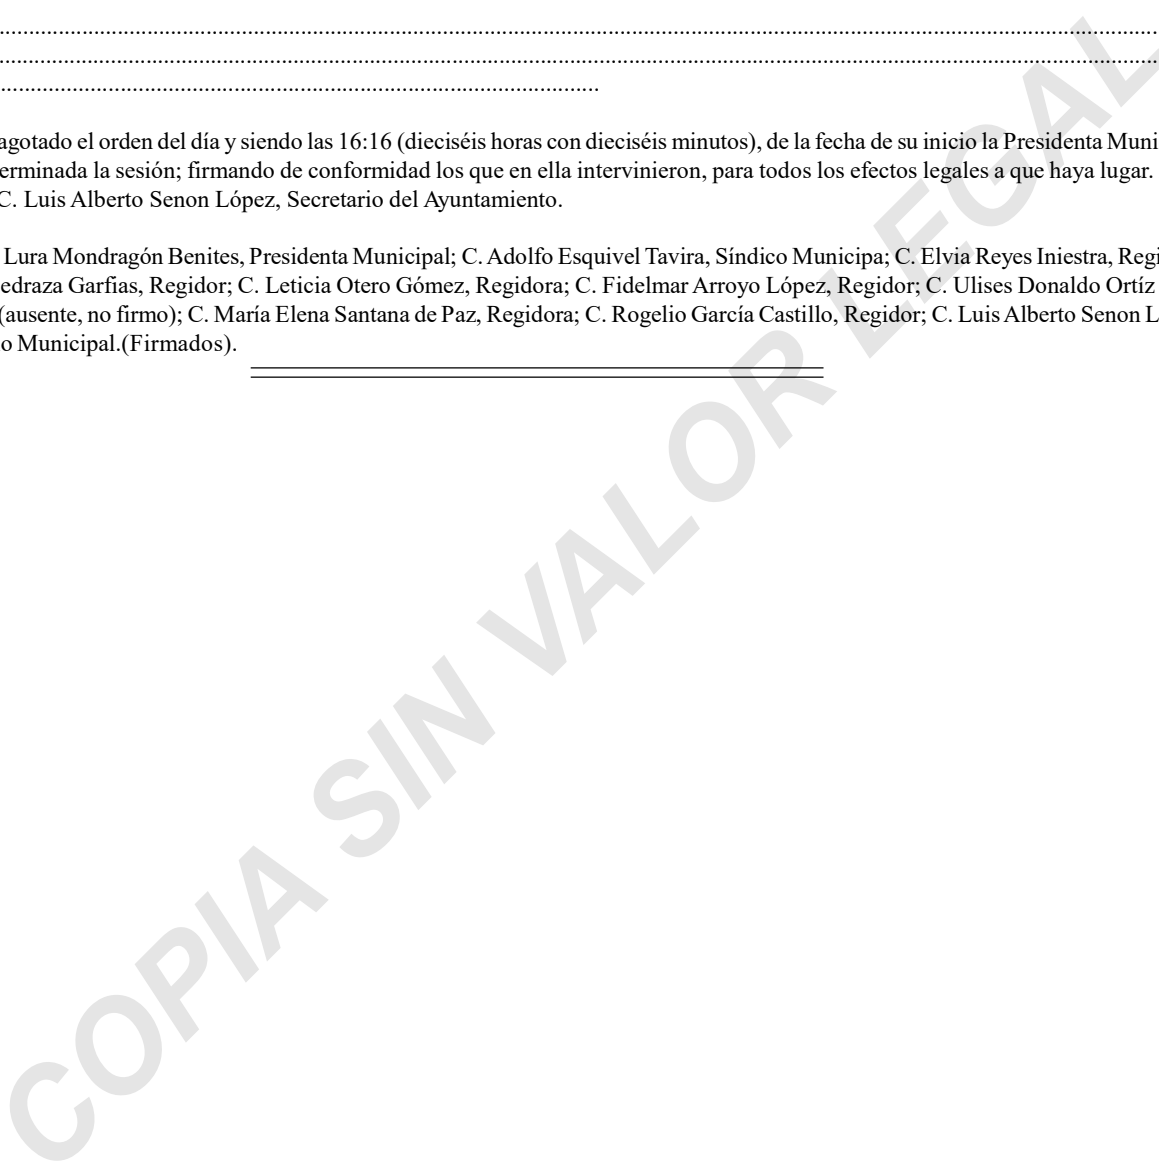 ..........................................................................................................................................................................................................
..........................................................................................................................................................................................................
.......................................................................................................
agotado el orden del día y siendo las 16:16 (dieciséis horas con dieciséis minutos), de la fecha de su inicio la Presidenta Muni
erminada la sesión; firmando de conformidad los que en ella intervinieron, para todos los efectos legales a que haya lugar.
C. Luis Alberto Senon López, Secretario del Ayuntamiento.
Lura Mondragón Benites, Presidenta Municipal; C. Adolfo Esquivel Tavira, Síndico Municipa; C. Elvia Reyes Iniestra, Regi
edraza Garfias, Regidor; C. Leticia Otero Gómez, Regidora; C. Fidelmar Arroyo López, Regidor; C. Ulises Donaldo Ortíz
(ausente, no firmo); C. María Elena Santana de Paz, Regidora; C. Rogelio García Castillo, Regidor; C. Luis Alberto Senon L
o Municipal.(Firmados).
COPIA SIN VALOR LEGAL